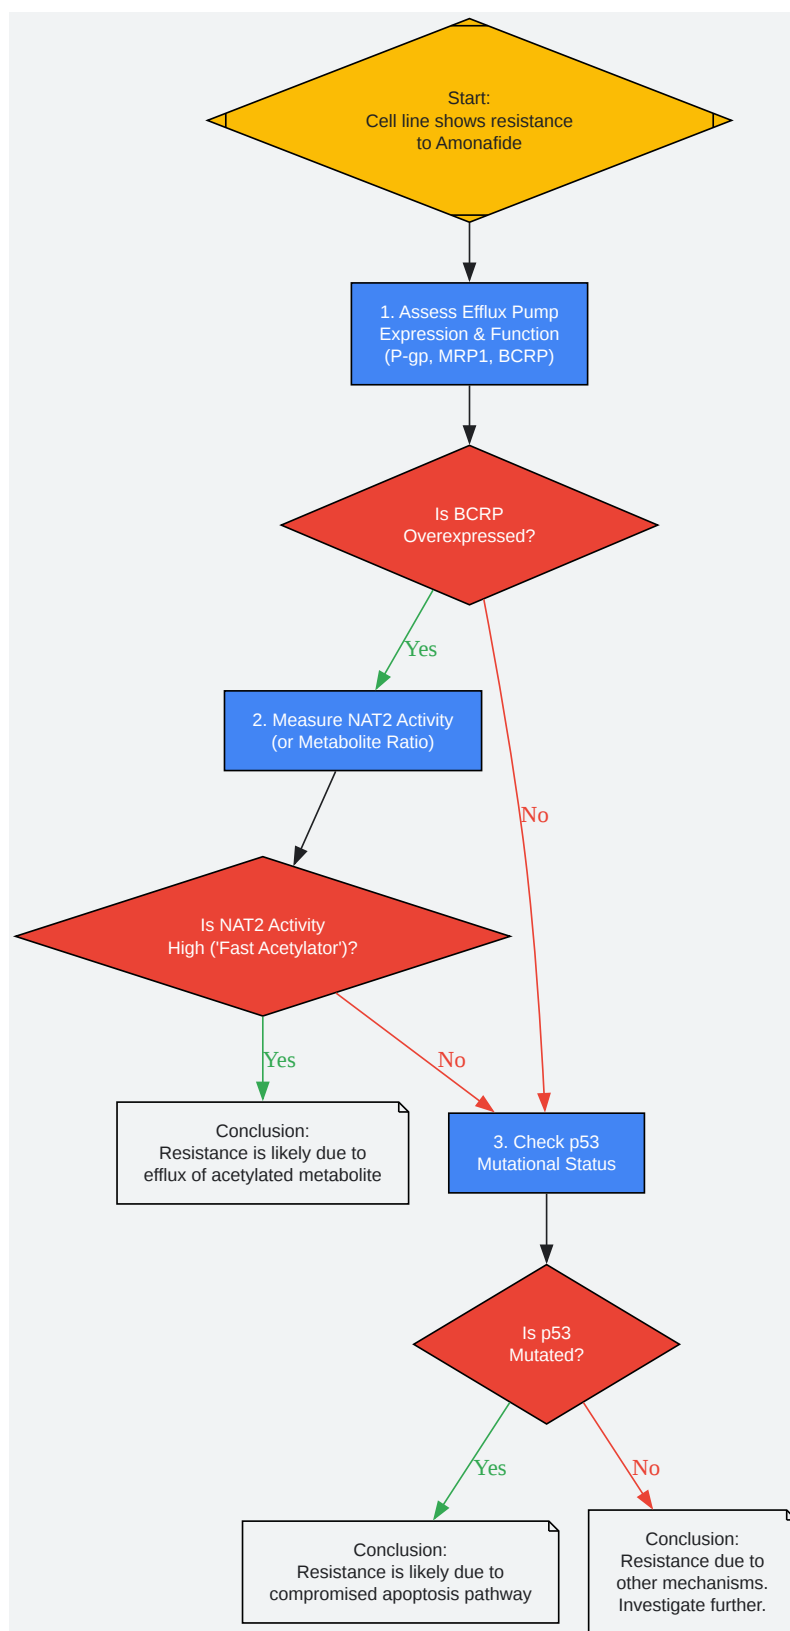 Start:
Cell line shows resistance
to Amonafide
1. Assess Efflux Pump
Expression & Function
(P-gp, MRP1, BCRP)
Is BCRP
Overexpressed?
Yes
No
2. Measure NAT2 Activity
(or Metabolite Ratio)
Is NAT2 Activity
High ('Fast Acetylator')?
Yes
No
Conclusion:
Resistance is likely due to
efflux of acetylated metabolite
3. Check p53
Mutational Status
Is p53
Mutated?
Yes
No
Conclusion:
Resistance is likely due to
compromised apoptosis pathway
Conclusion:
Resistance due to
other mechanisms.
Investigate further.